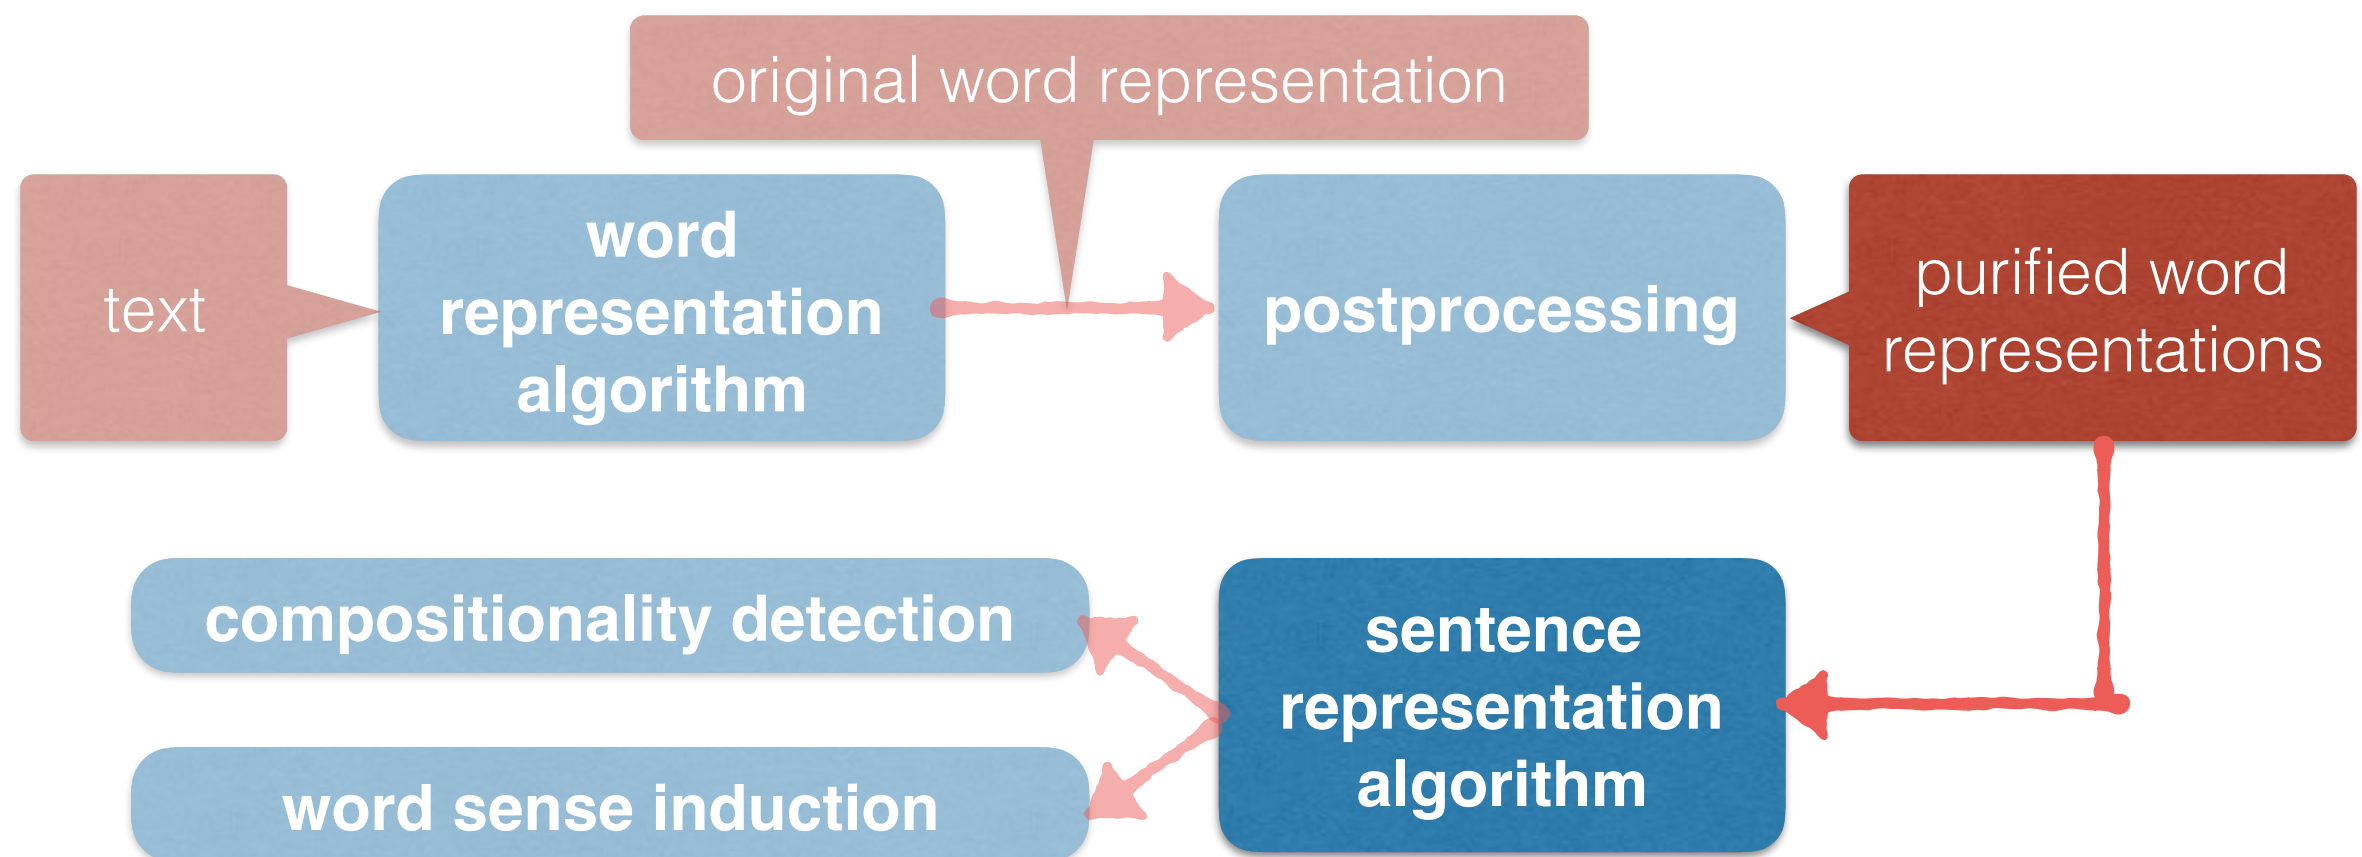 original word representation
text
word
representation
algorithm
postprocessing
purified word
representations
compositionality detection
sentence
representation
algorithm
word sense induction